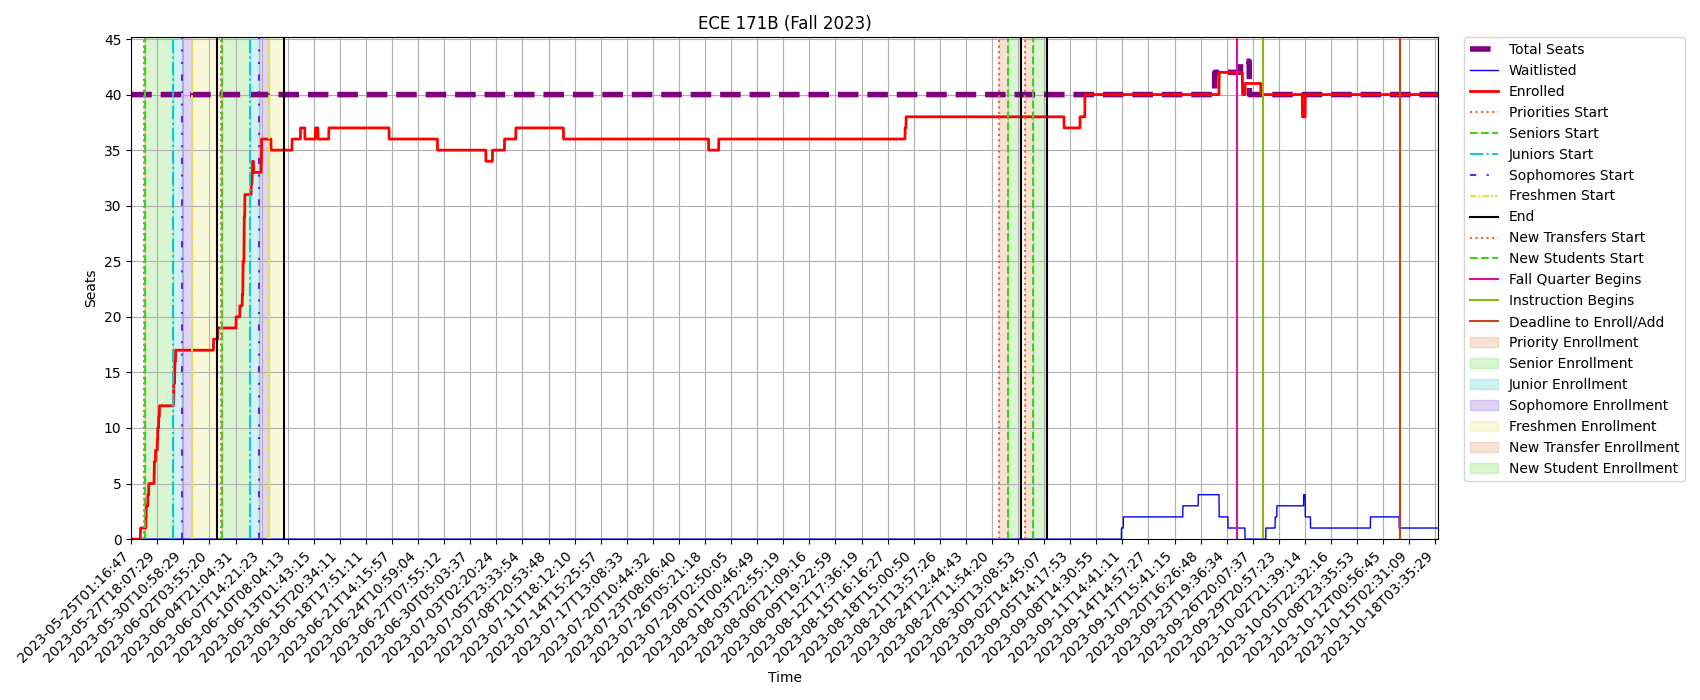 ECE 171B (Fall 2023)
Seats
45
40
35
30
25
20
15
10
5
0
2023-05-25T01:16:47
2023-05-27T18:07:29
2023-05-30T10:58:29
2023-06-02T03:55:20
2023-06-04T21:04:31
2023-06-07T14:21:23
2023-06-10T08:04:13
2023-06-13T01:43:15
2023-06-15T20:34:11
2023-06-18T17:51:11
2023-06-21T14:15:57
2023-06-24T10:59:04
2023-06-27T07:55:12
2023-06-30T05:03:37
2023-07-03T02:20:24
2023-07-05T23:33:54
2023-07-08T20:53:48
2023-07-11T18:12:10
2023-07-14T15:25:57
2023-07-17T13:08:33
2023-07-20T10:44:32
2023-07-23T08:06:40
2023-07-26T05:21:18
2023-07-29T02:50:05
2023-08-01T00:46:49
2023-08-03T22:55:19
2023-08-06T21:09:16
2023-08-09T19:22:59
2023-08-12T17:36:19
2023-08-15T16:16:27
2023-08-18T15:00:50
2023-08-21T13:57:26
2023-08-24T12:44:43
2023-08-27T11:54:20
2023-08-30T13:08:53
2023-09-02T14:45:07
2023-09-05T14:17:53
2023-09-08T14:30:55
2023-09-11T14:41:11
2023-09-14T14:57:27
2023-09-17T15:41:15
2023-09-20T16:26:48
2023-09-23T19:36:34
2023-09-26T20:07:37
2023-09-29T20:57:23
2023-10-02T21:39:14
2023-10-05T22:32:16
2023-10-08T23:35:53
2023-10-12T00:56:45
2023-10-15T02:31:09
2023-10-18T03:35:29
Time
Total Seats
Waitlisted
Enrolled
Priorities Start
Seniors Start
Juniors Start
Sophomores Start
Freshmen Start
End
New Transfers Start
New Students Start
Fall Quarter Begins
Instruction Begins
Deadline to Enroll/Add
Priority Enrollment
Senior Enrollment
Junior Enrollment
Sophomore Enrollment
Freshmen Enrollment
New Transfer Enrollment
New Student Enrollment